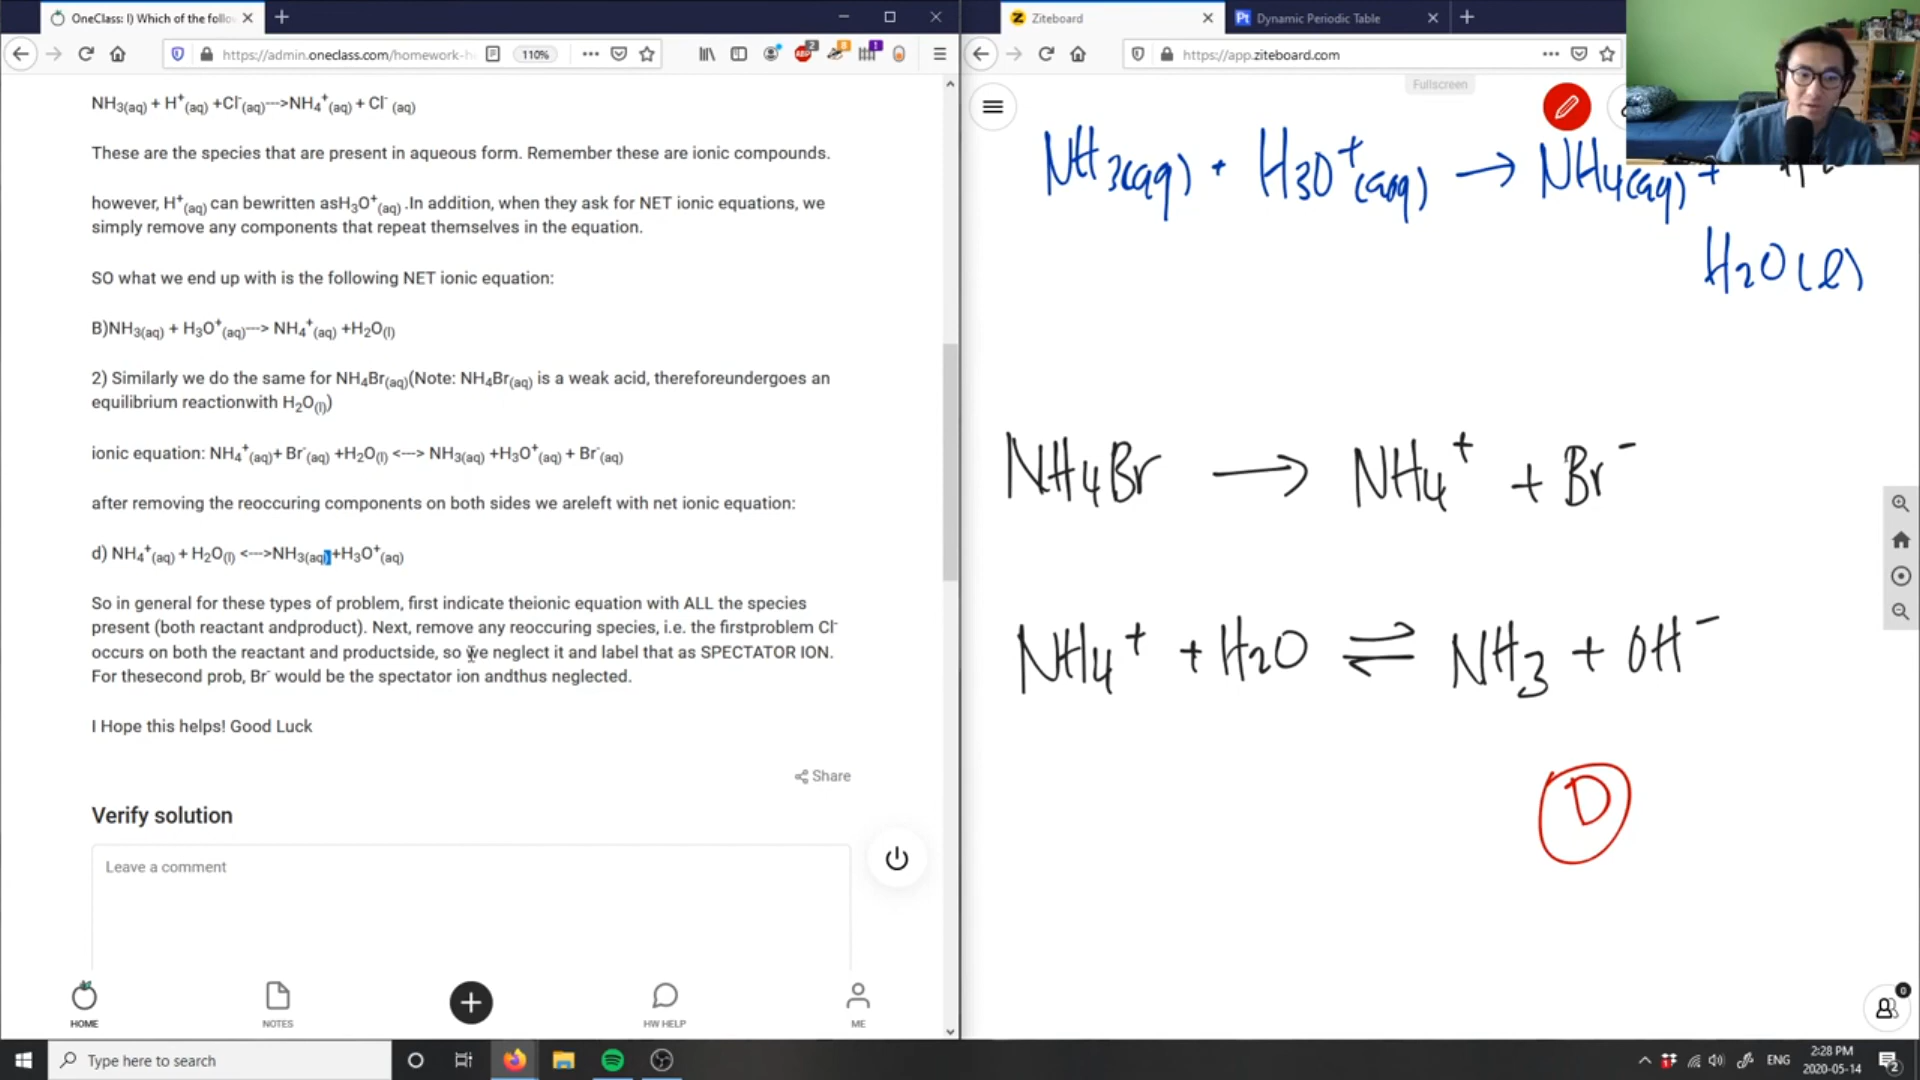 OneClass: I) Which of the follo
https://admin.oneclass.com/homework-h
110%
2
8
1
NH3(aq) + H+(aq) +Cl-(aq)--->NH4+(aq) + Cl- (aq)
These are the species that are present in aqueous form. Remember these are ionic compounds.
however, H+(aq) can bewritten asH3O+(aq) .In addition, when they ask for NET ionic equations, we
simply remove any components that repeat themselves in the equation.
SO what we end up with is the following NET ionic equation:
B)NH3(aq) + H3O+(aq)---> NH4+(aq) +H2O(l)
2) Similarly we do the same for NH4Br(aq)(Note: NH4Br(aq) is a weak acid, thereforeundergoes an
equilibrium reactionwith H2O(l))
ionic equation: NH4+(aq)+ Br-(aq) +H2O(l) <---> NH3(aq) +H3O+(aq) + Br-(aq)
after removing the reoccuring components on both sides we areleft with net ionic equation:
d) NH4+(aq) + H2O(l) <--->NH3(aq)+H3O+(aq)
So in general for these types of problem, first indicate theionic equation with ALL the species
present (both reactant andproduct). Next, remove any reoccuring species, i.e. the firstproblem Cl-
occurs on both the reactant and productside, so we neglect it and label that as SPECTATOR ION.
For thesecond prob, Br- would be the spectator ion andthus neglected.
I Hope this helps! Good Luck
Share
Verify solution
Leave a comment
HOME
NOTES
HW HELP
ME
Ziteboard
Dynamic Periodic Table
https://app.ziteboard.com
Fullscreen
NH3(aq) + H3O+(aq) → NH4(aq) +
H2O(l)
NH4Br → NH4+ + Br-
NH4+ + H2O ⇌ NH3 + OH-
D
0
Type here to search
ENG
2:28 PM
2020-05-14
2